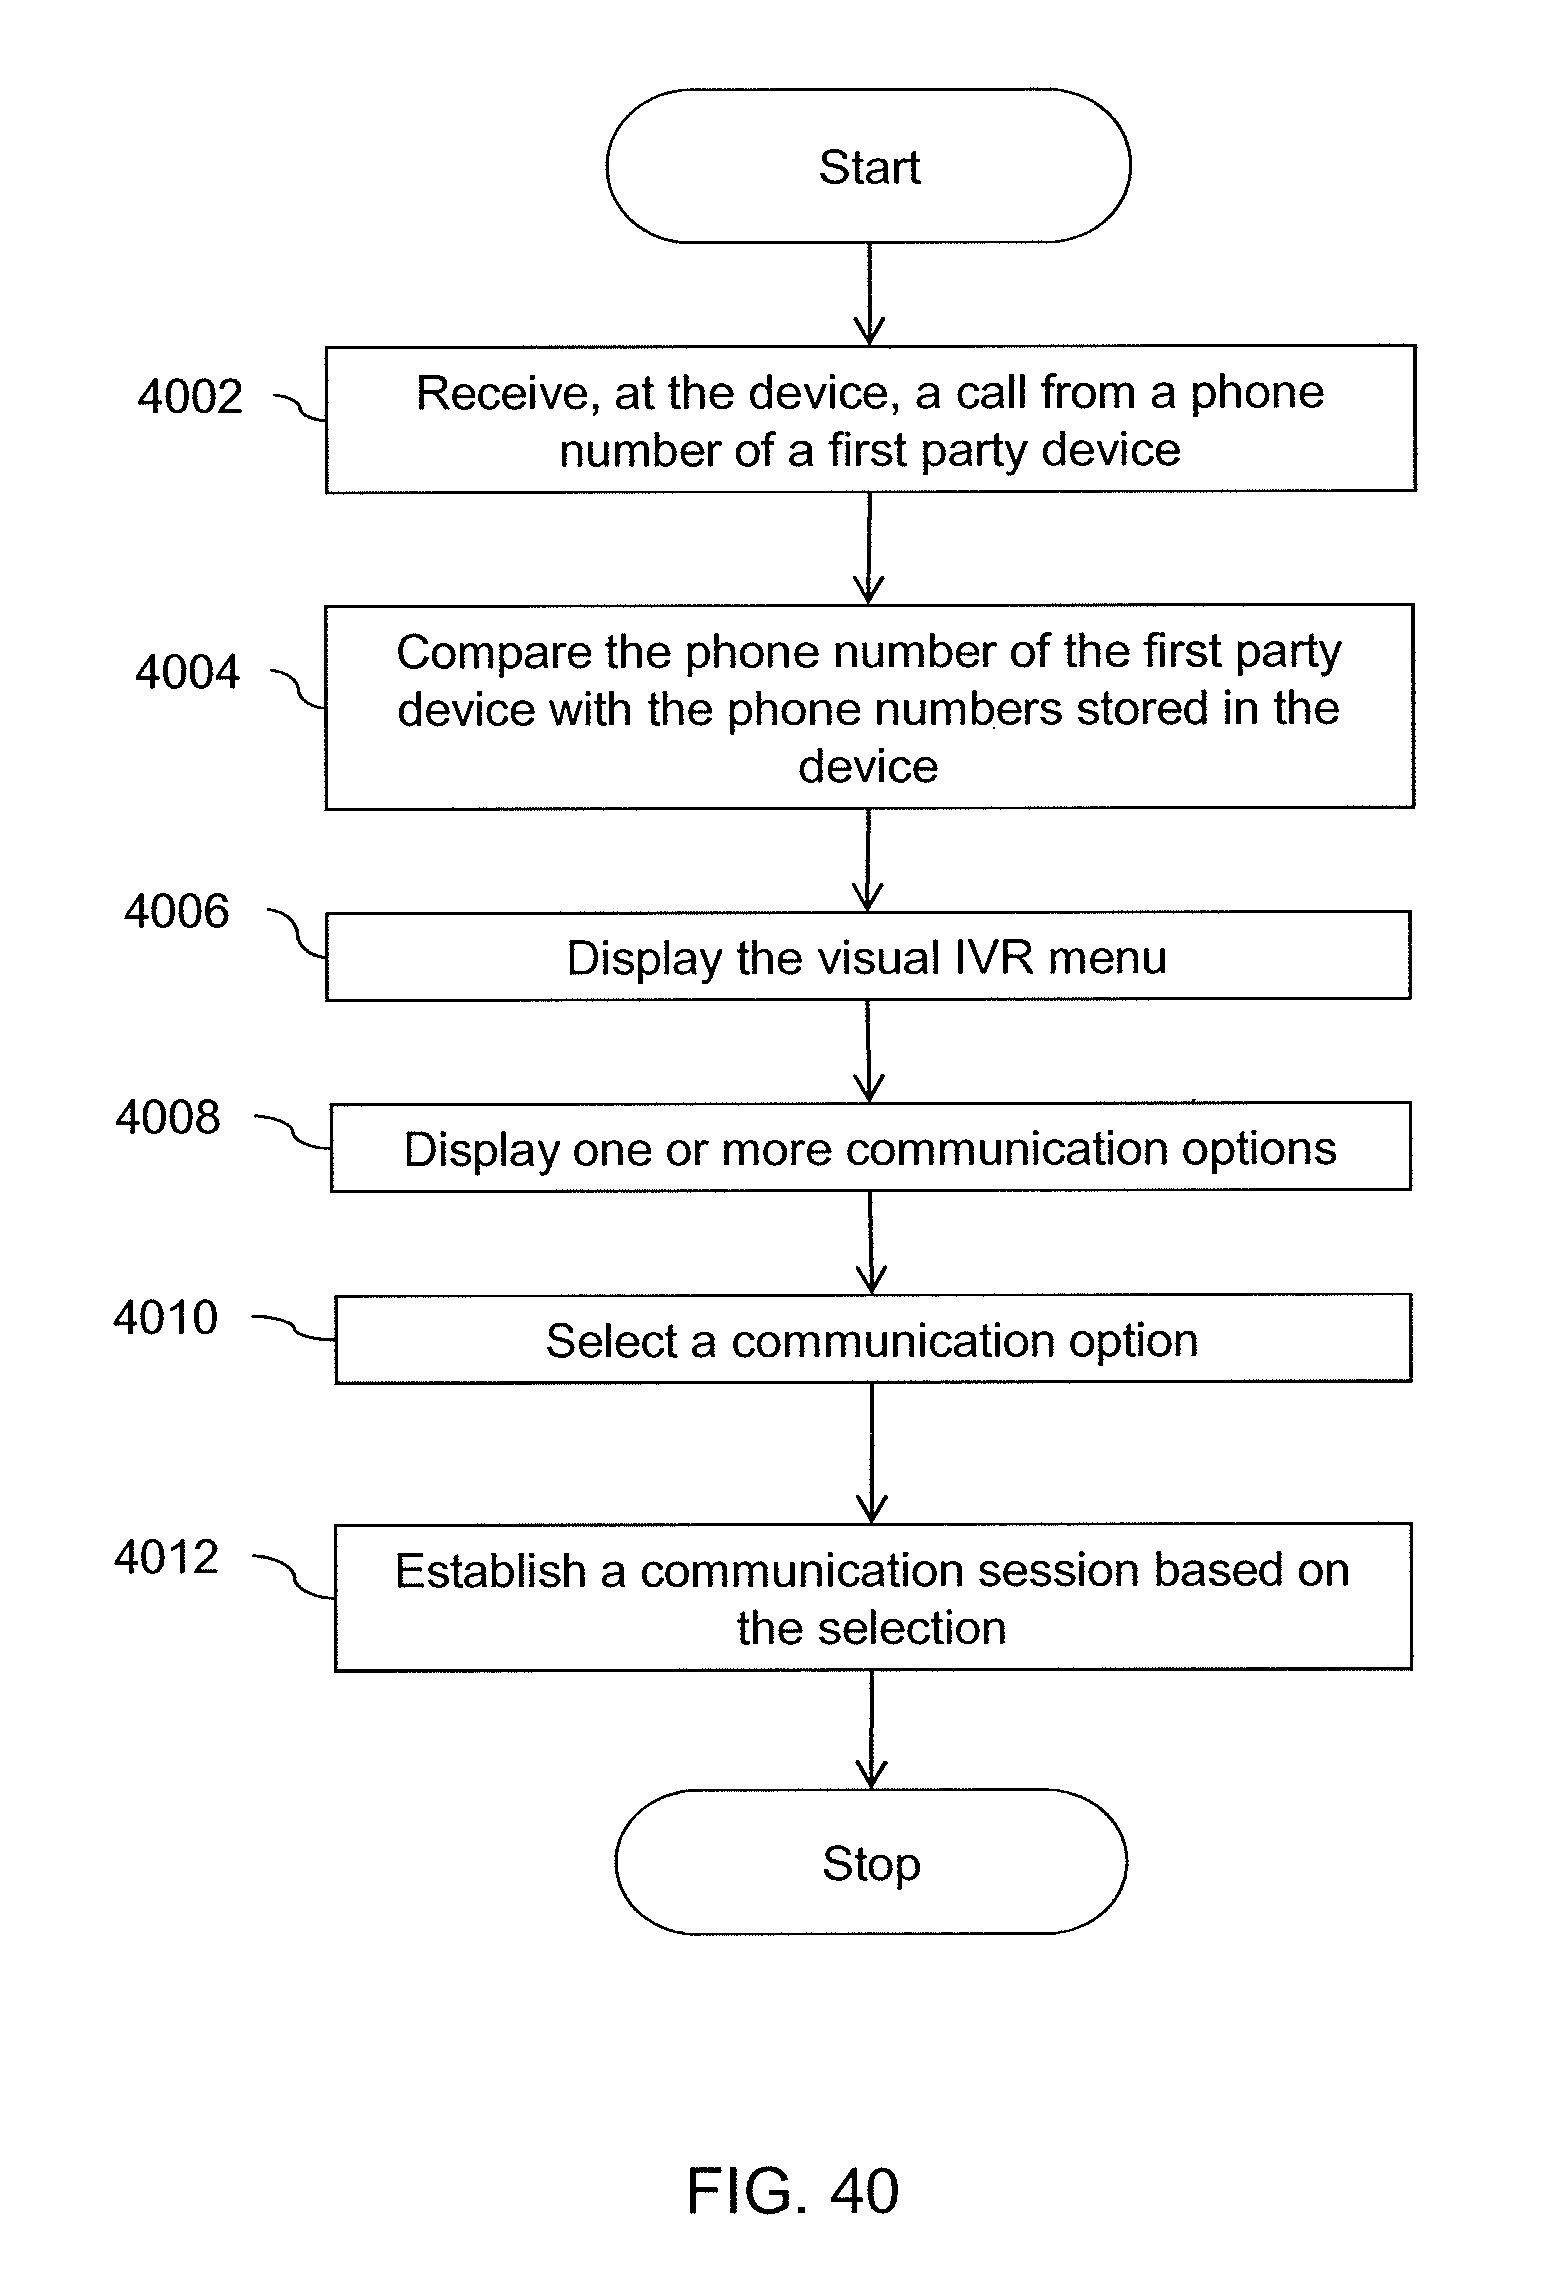 Start
4002
Receive, at the device, a call from a phone
number of a first party device
4004
Compare the phone number of the first party
device with the phone numbers stored in the
device
4006
Display the visual IVR menu
4008
Display one or more communication options
4010
Select a communication option
4012
Establish a communication session based on
the selection
Stop
FIG. 40